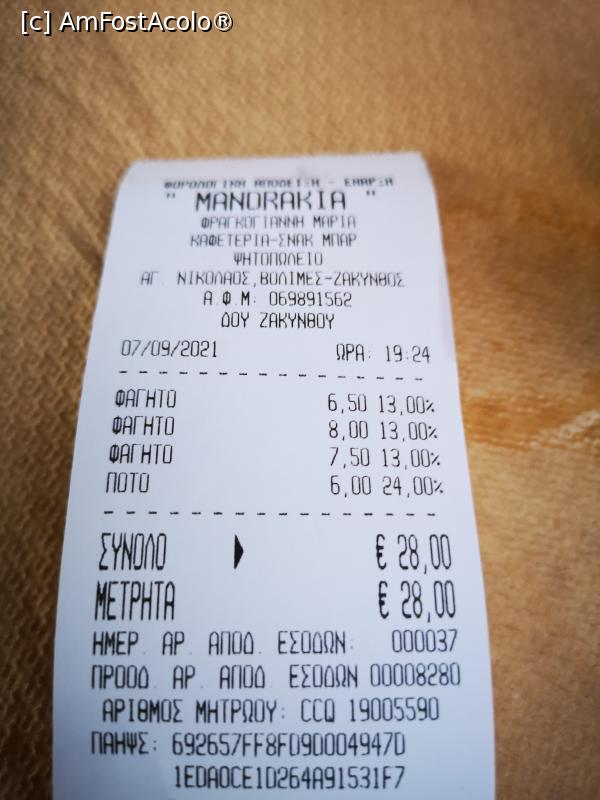 [c] AmFostAcolo®
ΦΟΡΟΛΟΓΙΚΗ ΑΠΟΔΕΙΞΗ - ΕΝΑΡΞΗ
" MANDRAKIA "
ΦΡΑΓΚΟΓΙΑΝΝΗ ΜΑΡΙΑ
ΚΑΦΕΤΕΡΙΑ-ΣΝΑΚ ΜΠΑΡ
ΨΗΤΟΠΩΛΕΙΟ
ΑΓ. ΝΙΚΟΛΑΟΣ,ΒΟΛΙΜΕΣ-ΖΑΚΥΝΘΟΣ
Α.Φ.Μ: 069891562
ΔΟΥ ΖΑΚΥΝΘΟΥ
07/09/2021 ΩΡΑ: 19:24
ΦΑΓΗΤΟ 6,50 13,00%
ΦΑΓΗΤΟ 8,00 13,00%
ΦΑΓΗΤΟ 7,50 13,00%
ΠΟΤΟ 6,00 24,00%
ΣΥΝΟΛΟ € 28,00
ΜΕΤΡΗΤΑ € 28,00
ΗΜΕΡ. ΑΡ. ΑΠΟΔ. ΕΣΟΔΩΝ: 000037
ΠΡΟΟΔ. ΑΡ. ΑΠΟΔ. ΕΣΟΔΩΝ 00008280
ΑΡΙΘΜΟΣ ΜΗΤΡΩΟΥ: CCQ 19005590
ΠΑΗΨΣ: 692657FF8FD9D004947D
1EDA0CE1D264A91531F7